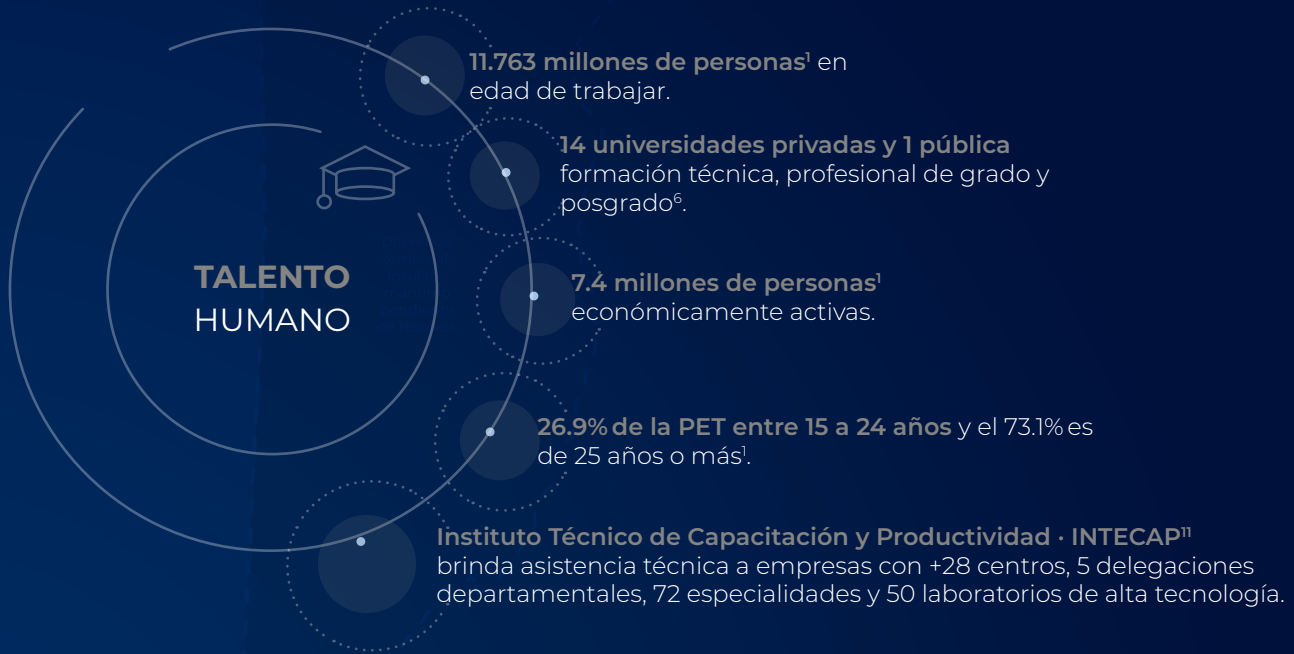 11.763 millones de personas¹ en
edad de trabajar.
14 universidades privadas y 1 pública
formación técnica, profesional de grado y
posgrado⁶.
TALENTO
HUMANO
7.4 millones de personas¹
económicamente activas.
26.9% de la PET entre 15 a 24 años y el 73.1% es
de 25 años o más¹.
Instituto Técnico de Capacitación y Productividad · INTECAP¹¹
brinda asistencia técnica a empresas con +28 centros, 5 delegaciones
departamentales, 72 especialidades y 50 laboratorios de alta tecnología.